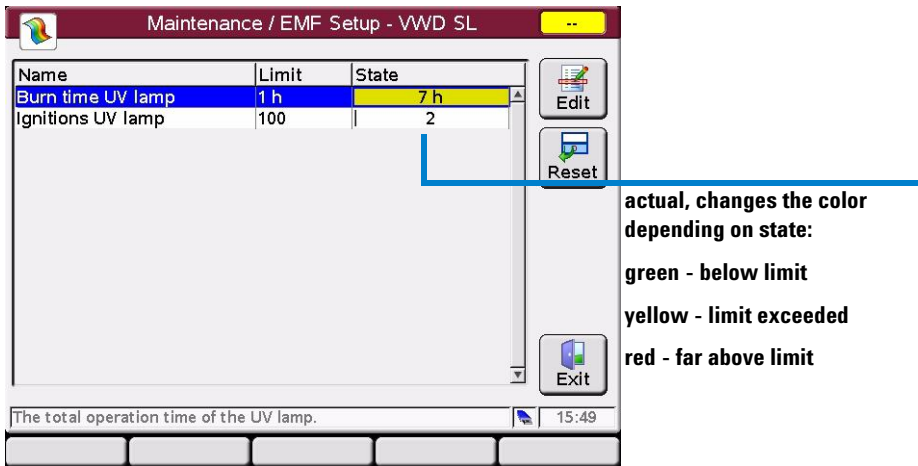 Maintenance / EMF Setup - VWD SL
--
Name Limit State
Burn time UV lamp 1 h 7 h
Ignitions UV lamp 100 2
Edit
Reset
actual, changes the color
depending on state:
green - below limit
yellow - limit exceeded
red - far above limit
Exit
The total operation time of the UV lamp. 15:49